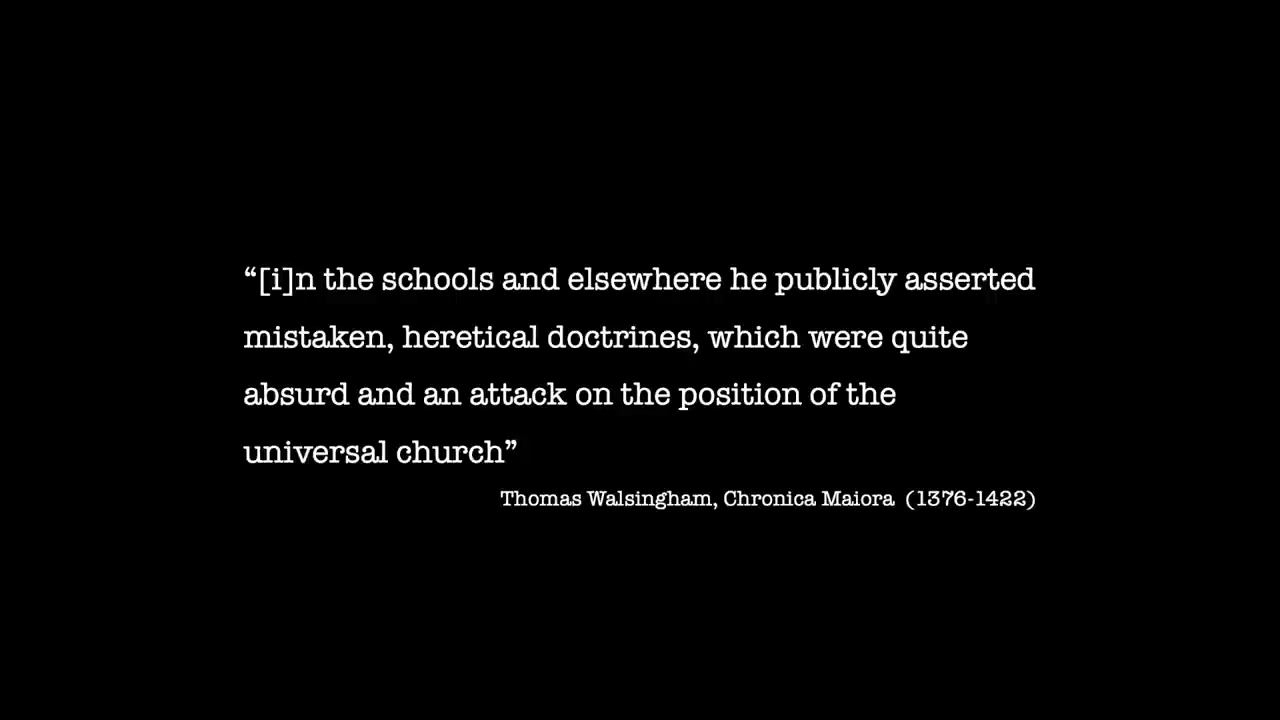 “[i]n the schools and elsewhere he publicly asserted
mistaken, heretical doctrines, which were quite
absurd and an attack on the position of the
universal church”
Thomas Walsingham, Chronica Maiora (1376-1422)